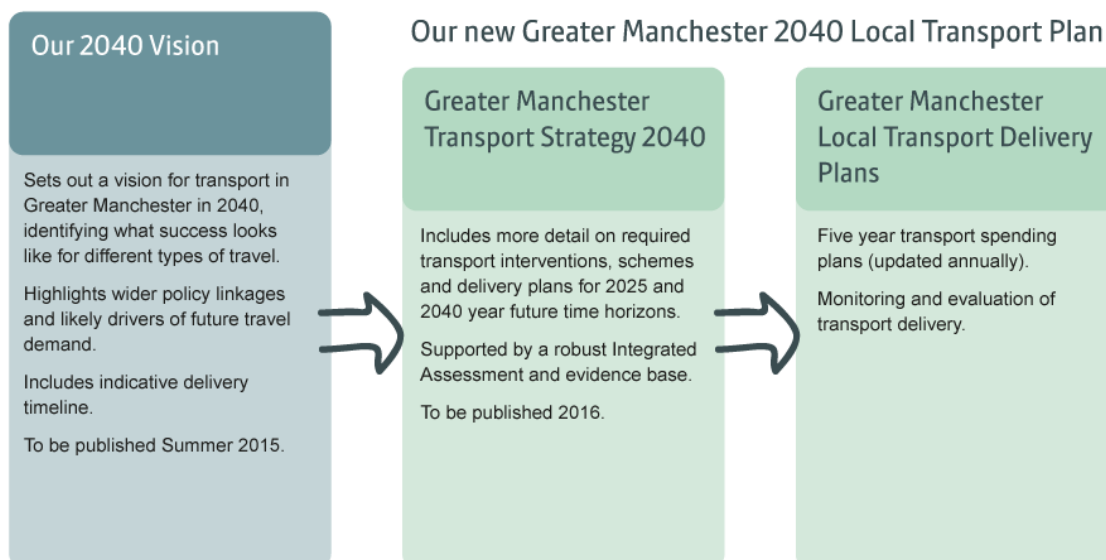 Our 2040 Vision
Sets out a vision for transport in
Greater Manchester in 2040,
identifying what success looks
like for different types of travel.
Highlights wider policy linkages
and likely drivers of future travel
demand.
Includes indicative delivery
timeline.
To be published Summer 2015.
Our new Greater Manchester 2040 Local Transport Plan
Greater Manchester
Transport Strategy 2040
Includes more detail on required
transport interventions, schemes
and delivery plans for 2025 and
2040 year future time horizons.
Supported by a robust Integrated
Assessment and evidence base.
To be published 2016.
Greater Manchester
Local Transport Delivery
Plans
Five year transport spending
plans (updated annually).
Monitoring and evaluation of
transport delivery.